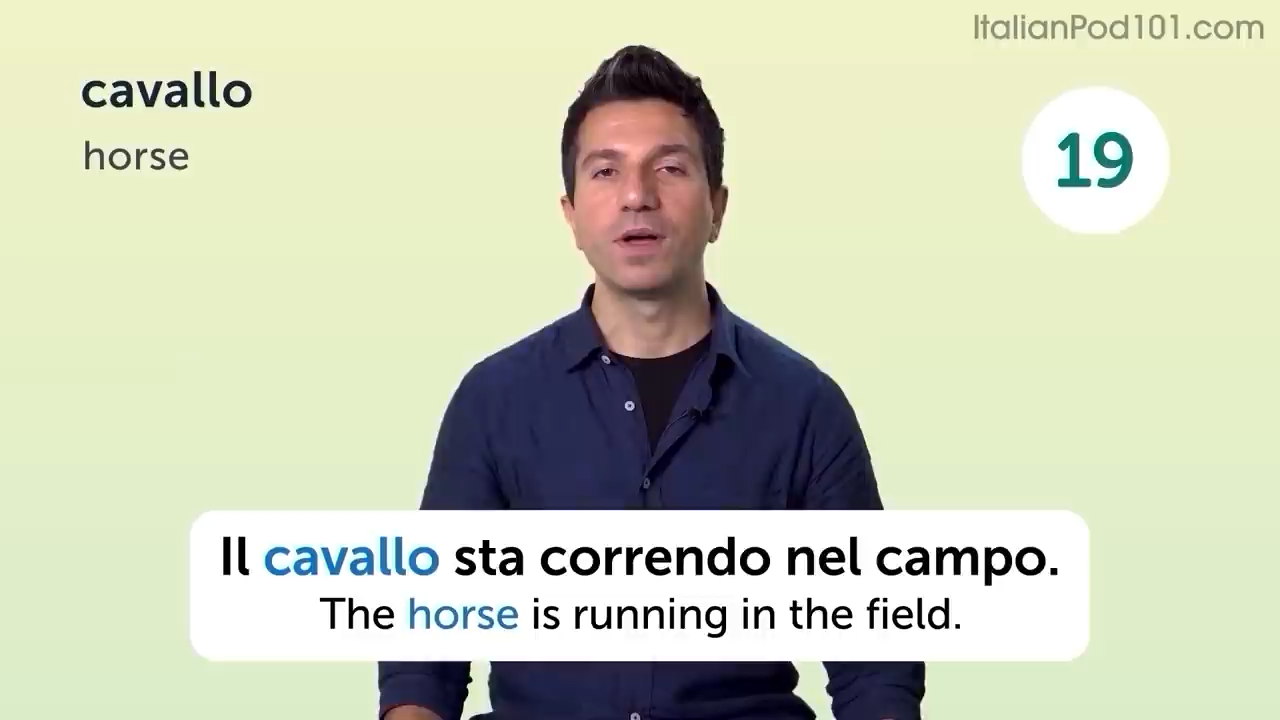 ItalianPod101.com
cavallo
horse
19
Il cavallo sta correndo nel campo.
The horse is running in the field.